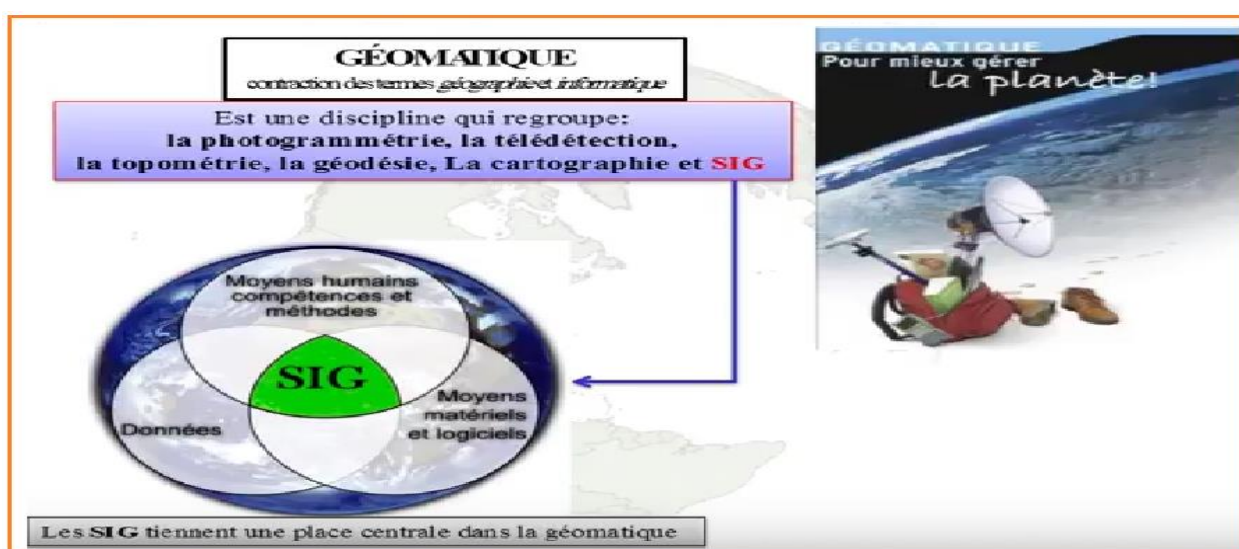 GÉOMATIQUE
contraction des termes géographie et informatique
Est une discipline qui regroupe:
la photogrammétrie, la télédétection,
la topométrie, la géodésie, La cartographie et SIG
GÉOMATIQUE
Pour mieux gérer
la planète!
Moyens humains
compétences et
méthodes
SIG
Données
Moyens
matériels
et logiciels
Les SIG tiennent une place centrale dans la géomatique